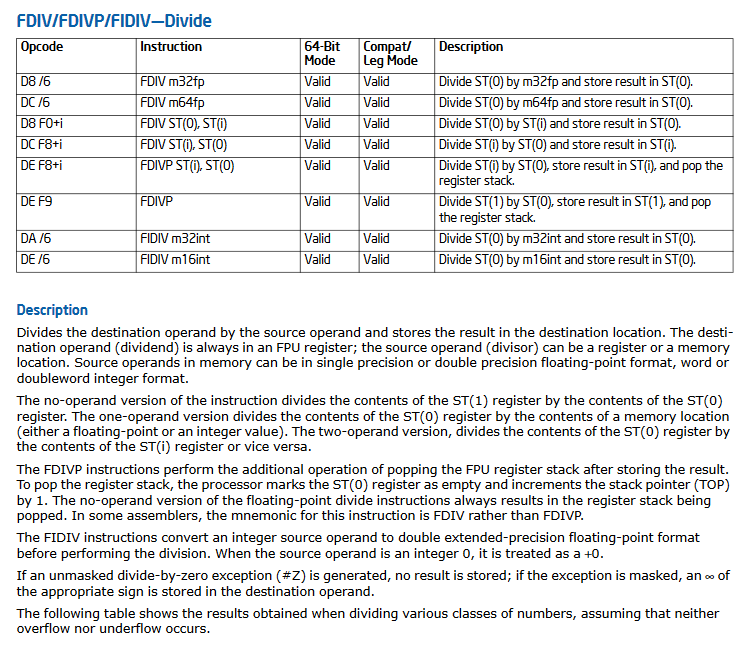 FDIV/FDIVP/FIDIV—Divide
Opcode Instruction 64-Bit Mode Compat/Leg Mode Description
D8 /6 FDIV m32fp Valid Valid Divide ST(0) by m32fp and store result in ST(0).
DC /6 FDIV m64fp Valid Valid Divide ST(0) by m64fp and store result in ST(0).
D8 F0+i FDIV ST(0), ST(i) Valid Valid Divide ST(0) by ST(i) and store result in ST(0).
DC F8+i FDIV ST(i), ST(0) Valid Valid Divide ST(i) by ST(0) and store result in ST(i).
DE F8+i FDIVP ST(i), ST(0) Valid Valid Divide ST(i) by ST(0), store result in ST(i), and pop the
register stack.
DE F9 FDIVP Valid Valid Divide ST(1) by ST(0), store result in ST(1), and pop
the register stack.
DA /6 FIDIV m32int Valid Valid Divide ST(0) by m32int and store result in ST(0).
DE /6 FIDIV m16int Valid Valid Divide ST(0) by m16int and store result in ST(0).
Description
Divides the destination operand by the source operand and stores the result in the destination location. The desti-
nation operand (dividend) is always in an FPU register; the source operand (divisor) can be a register or a memory
location. Source operands in memory can be in single precision or double precision floating-point format, word or
doubleword integer format.
The no-operand version of the instruction divides the contents of the ST(1) register by the contents of the ST(0)
register. The one-operand version divides the contents of the ST(0) register by the contents of a memory location
(either a floating-point or an integer value). The two-operand version, divides the contents of the ST(0) register by
the contents of the ST(i) register or vice versa.
The FDIVP instructions perform the additional operation of popping the FPU register stack after storing the result.
To pop the register stack, the processor marks the ST(0) register as empty and increments the stack pointer (TOP)
by 1. The no-operand version of the floating-point divide instructions always results in the register stack being
popped. In some assemblers, the mnemonic for this instruction is FDIV rather than FDIVP.
The FIDIV instructions convert an integer source operand to double extended-precision floating-point format
before performing the division. When the source operand is an integer 0, it is treated as a +0.
If an unmasked divide-by-zero exception (#Z) is generated, no result is stored; if the exception is masked, an ∞ of
the appropriate sign is stored in the destination operand.
The following table shows the results obtained when dividing various classes of numbers, assuming that neither
overflow nor underflow occurs.